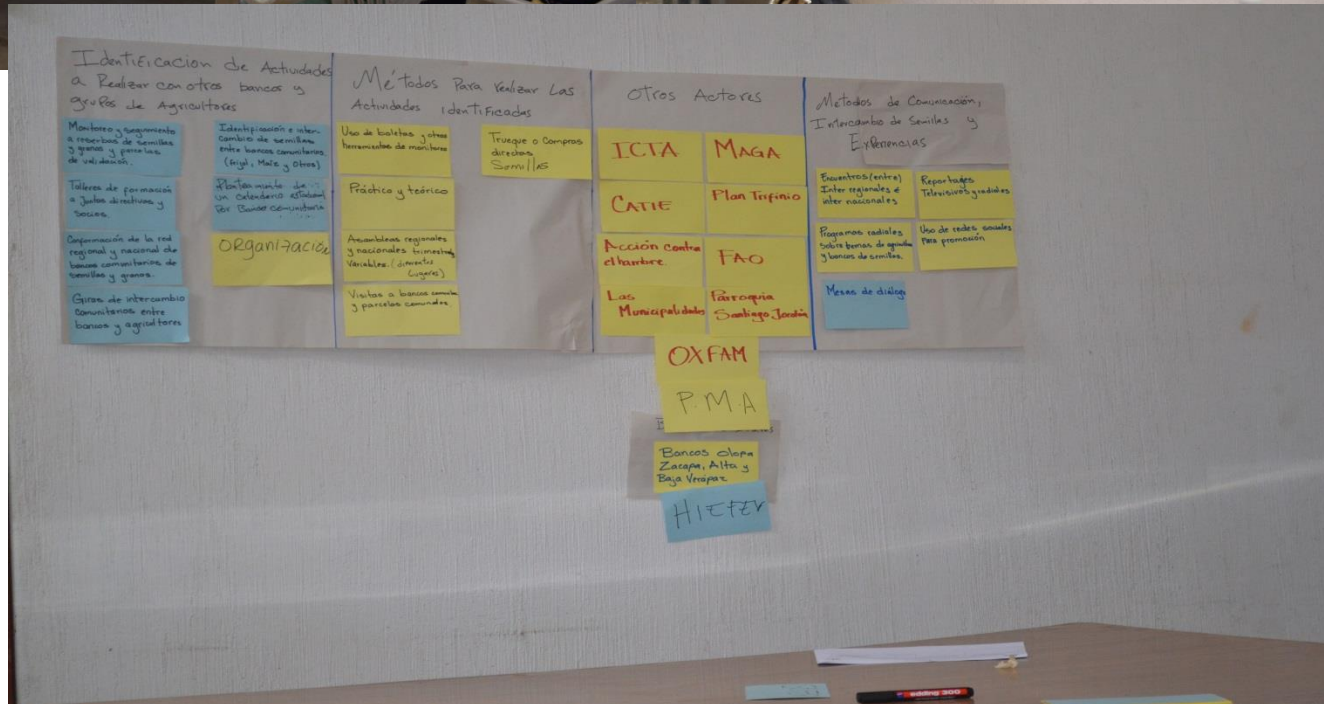 Identificacion de Actividades
a Realizar con otros bancos y
grupos de Agricultores
Monitoreo y seguimiento
a reserbas de semillas
y granos y parcelas
de validación.
Talleres de formación
a Juntas directivas y
Socios.
Conformación de la red
regional y nacional de
bancos comunitarios de
semillas y granos.
Giras de intercambio
Comunitarios entre
bancos y agricultores
Identificación e inter-
cambio de semillas
entre bancos comunitarios.
(frijol, Maíz y Otros)
Planteamiento de
un calendario
Por Banco Comunitario
ORganización
Métodos Para realizar Las
Actividades Identificadas
Uso de boletas y otras
herramientas de monitoreo
Práctico y teórico
Asambleas regionales
y nacionales trimestrales
Variables. (diferentes
Lugares)
Visitas a bancos
y parcelas comunales
Trueque o Compras
directas
Semillas
Otros Actores
ICTA
MAGA
CATIE
Plan Trifinio
Acción contra
el hambre
FAO
Las
Municipalidades
Parroquia
Santiago Jocotán
OXFAM
P.M.A
Bancos Olopa
Zacapa, Alta y
Baja Verapaz
HIEFER
Metodos de Comunicación,
Intercambio de Semillas y
Experiencias
Encuentros (entre)
Inter regionales e
inter nacionales
Reportages
Televisivos y radiales
Programas radiales
Sobre temas de agricultura
y bancos de semillas.
Uso de redes sociales
Para promoción
Mesas de diálogo
edding 300